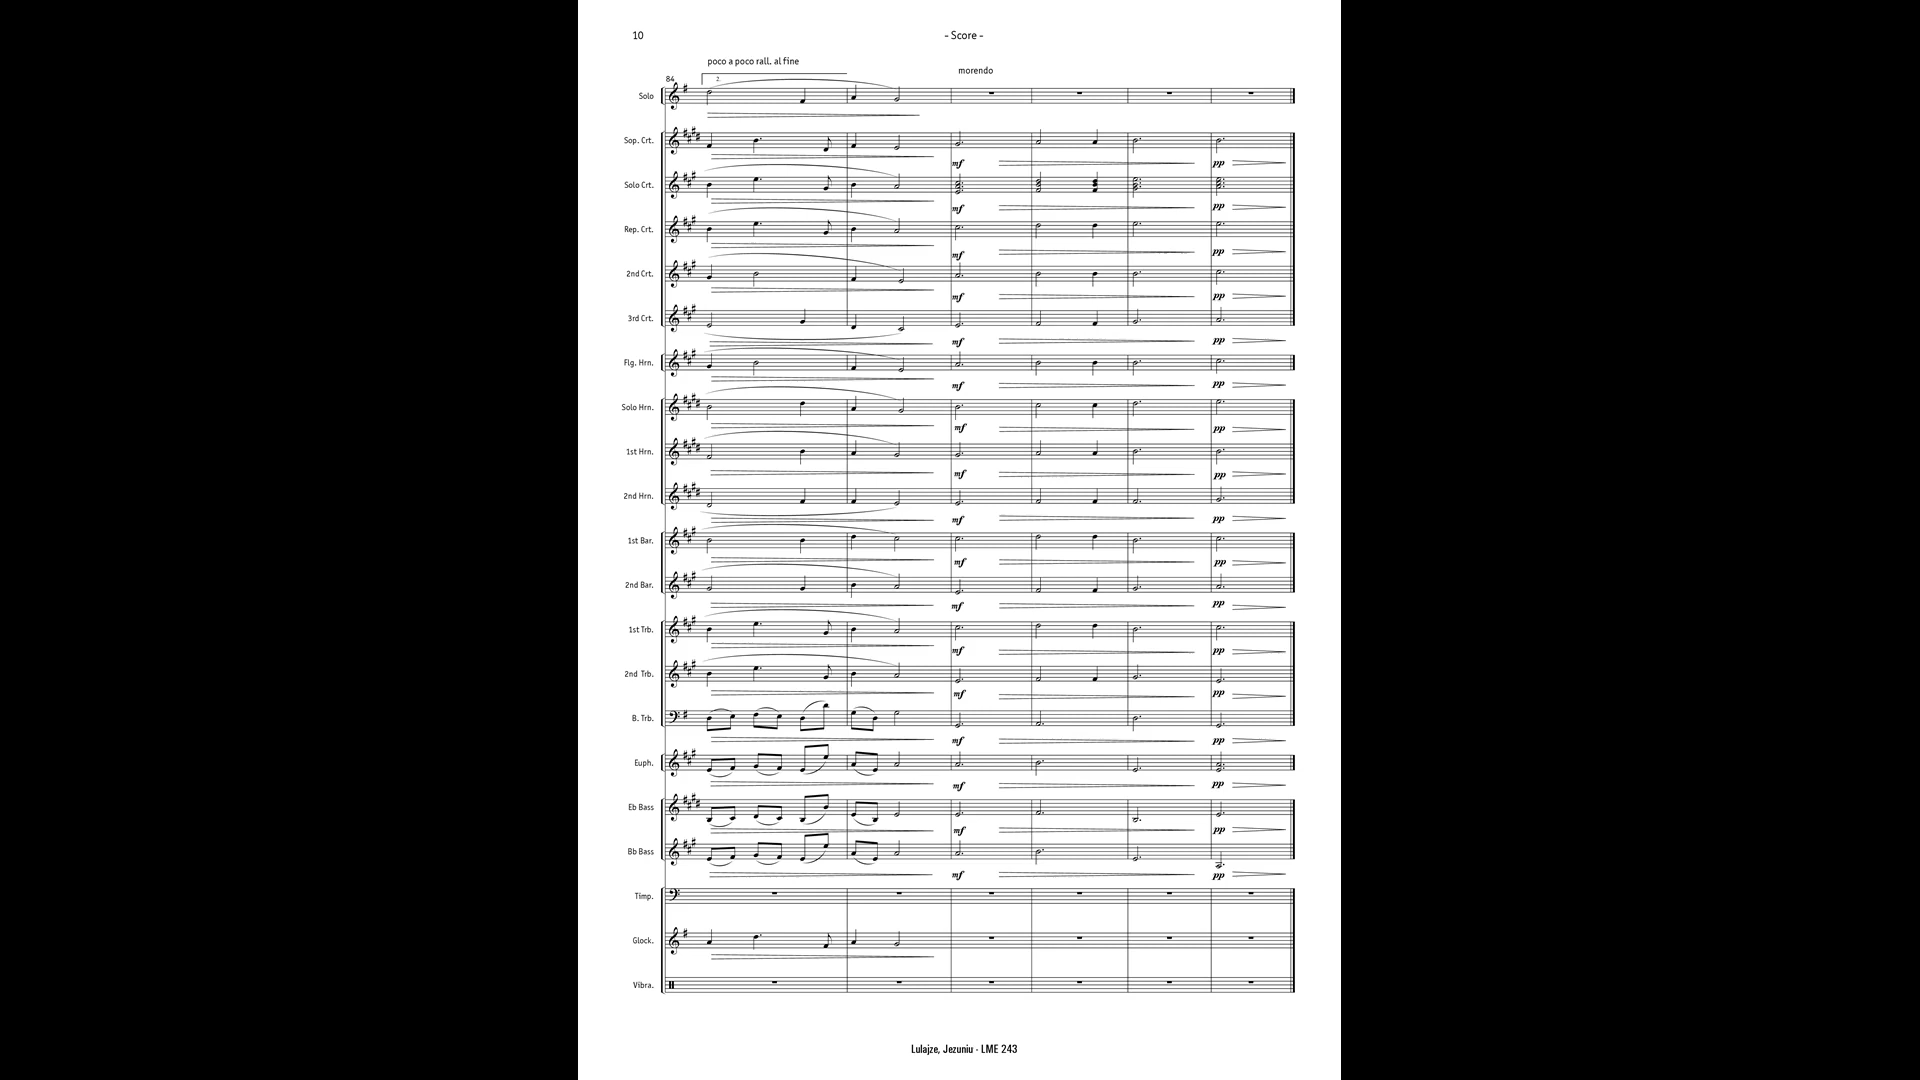 10
- Score -
poco a poco rall. al fine
morendo
84
2.
Solo
Sop. Crt.
mf pp
Solo Crt.
mf pp
Rep. Crt.
mf pp
2nd Crt.
mf pp
3rd Crt.
mf pp
Flg. Hrn.
mf pp
Solo Hrn.
mf pp
1st Hrn.
mf pp
2nd Hrn.
mf pp
1st Bar.
mf pp
2nd Bar.
mf pp
1st Trb.
mf pp
2nd Trb.
mf pp
B. Trb.
mf pp
Euph.
mf pp
Eb Bass
mf pp
Bb Bass
mf pp
Timp.
Glock.
Vibra.
Lulajze, Jezuniu - LME 243